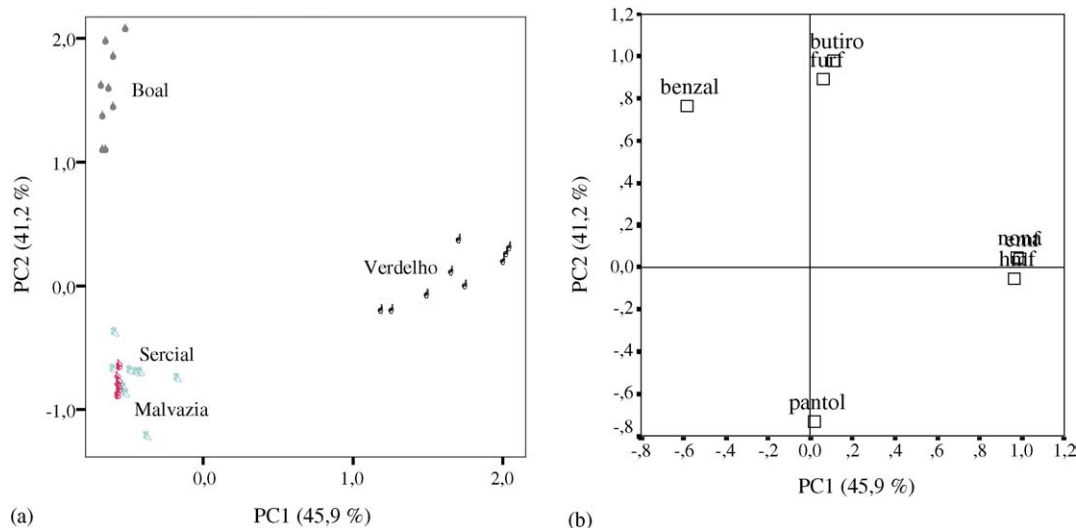 2,0
1,0
0,0
-1,0
PC2 (41,2 %)
Boal
Verdelho
Sercial
Malvazia
0,0
1,0
2,0
PC1 (45,9 %)
(a)
1,2
1,0
,8
,6
,4
,2
0,0
-,2
-,4
-,6
-,8
PC2 (41,2 %)
butiro
furf
benzal
nona
pantol
-,8
-,6
-,4
-,2
0,0
,2
,4
,6
,8
1,0
1,2
PC1 (45,9 %)
(b)